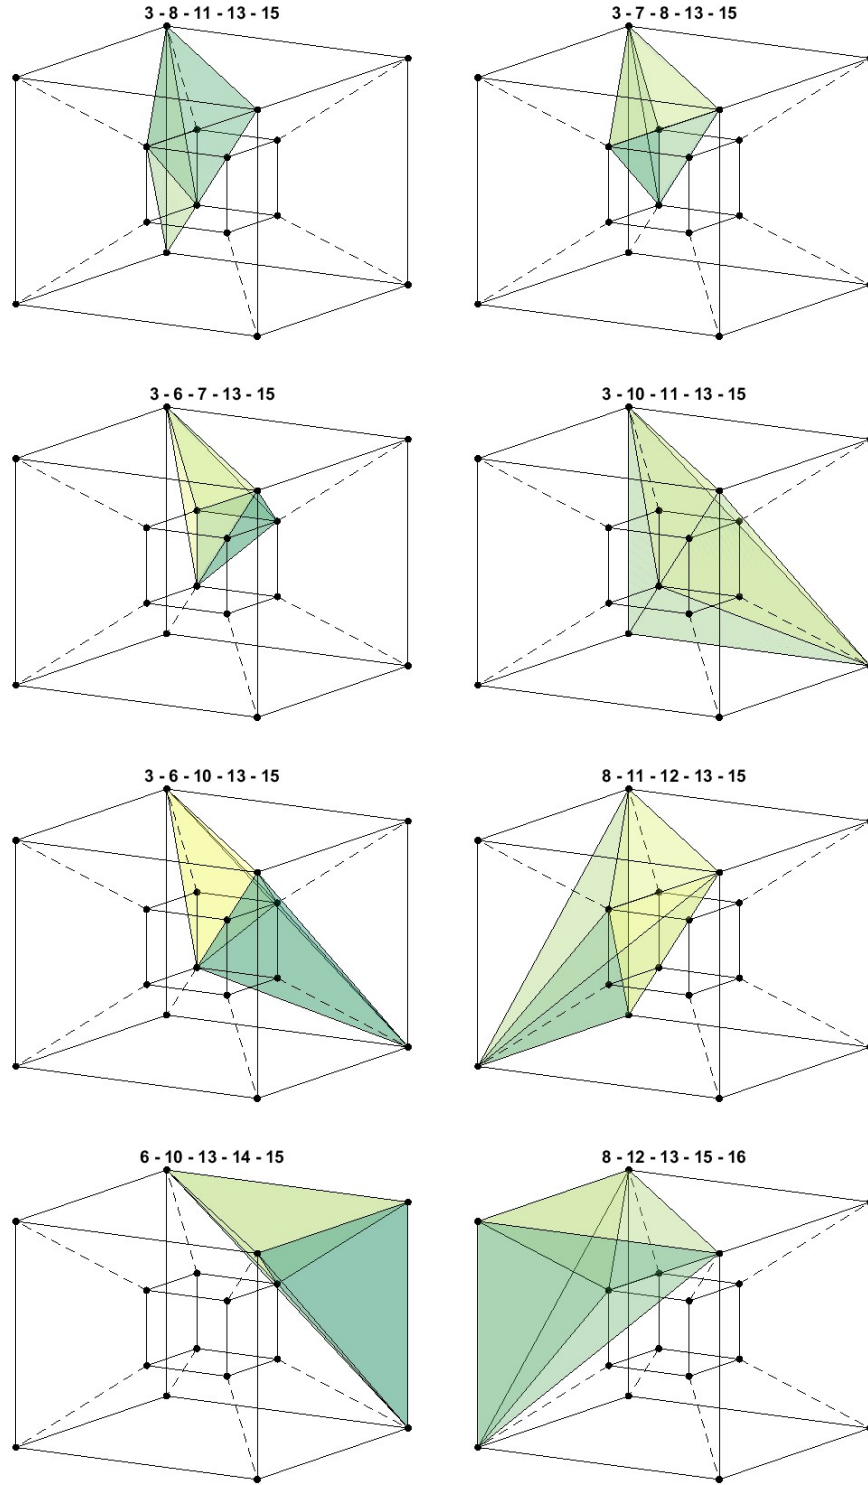 3 - 8 - 11 - 13 - 15
3 - 7 - 8 - 13 - 15
3 - 6 - 7 - 13 - 15
3 - 10 - 11 - 13 - 15
3 - 6 - 10 - 13 - 15
8 - 11 - 12 - 13 - 15
6 - 10 - 13 - 14 - 15
8 - 12 - 13 - 15 - 16